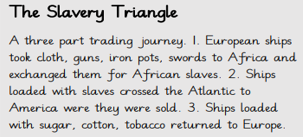 The Slavery Triangle
A three part trading journey. 1. European ships
took cloth, guns, iron pots, swords to Africa and
exchanged them for African slaves. 2. Ships
loaded with slaves crossed the Atlantic to
America were they were sold. 3. Ships loaded
with sugar, cotton, tobacco returned to Europe.